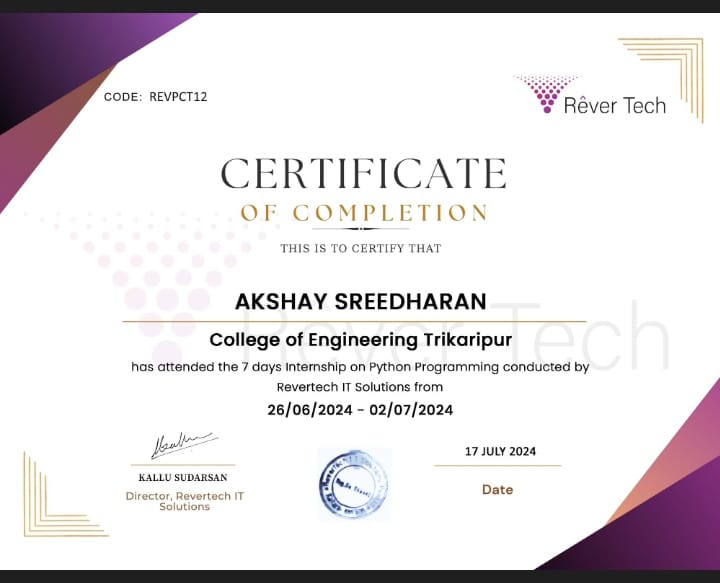 CODE: REVPCT12
Rêver Tech
CERTIFICATE
OF COMPLETION
THIS IS TO CERTIFY THAT
AKSHAY SREEDHARAN
College of Engineering Trikaripur
Rêver Tech
has attended the 7 days Internship on Python Programming conducted by
Revertech IT Solutions from
26/06/2024 - 02/07/2024
KALLU SUDARSAN
Director, Revertech IT
Solutions
17 JULY 2024
Date